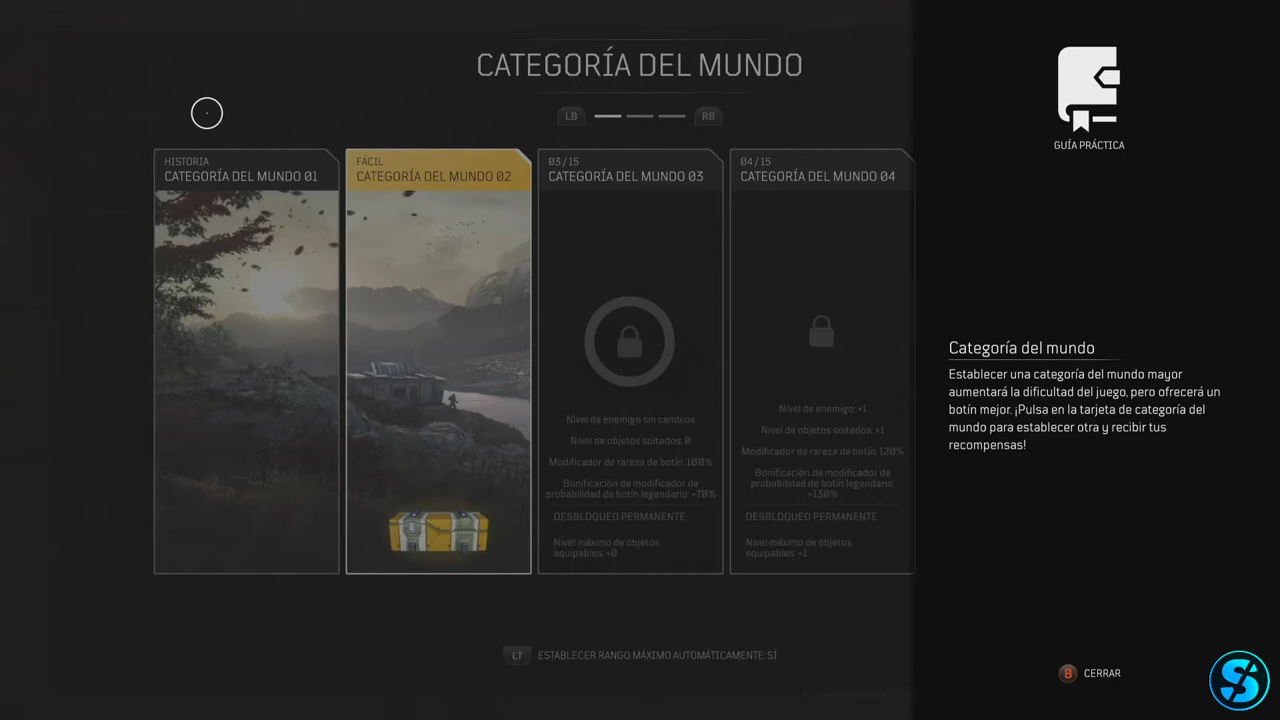 CATEGORÍA DEL MUNDO
LB
RB
HISTORIA
CATEGORÍA DEL MUNDO 01
FÁCIL
CATEGORÍA DEL MUNDO 02
03/15
CATEGORÍA DEL MUNDO 03
Nivel de enemigo sin cambios
Nivel de objetos soltados: 0
Modificador de rareza de botín: 100%
Bonificación de modificador de
probabilidad de botín legendario: +70%
DESBLOQUEO PERMANENTE
Nivel máximo de objetos
equipables: +0
04/15
CATEGORÍA DEL MUNDO 04
Nivel de enemigo: +1
Nivel de objetos soltados: +1
Modificador de rareza de botín: 120%
Bonificación de modificador de
probabilidad de botín legendario:
+130%
DESBLOQUEO PERMANENTE
Nivel máximo de objetos
equipables: +1
LT ESTABLECER RANGO MÁXIMO AUTOMÁTICAMENTE: SÍ
GUÍA PRÁCTICA
Categoría del mundo
Establecer una categoría del mundo mayor
aumentará la dificultad del juego, pero ofrecerá un
botín mejor. ¡Pulsa en la tarjeta de categoría del
mundo para establecer otra y recibir tus
recompensas!
B CERRAR